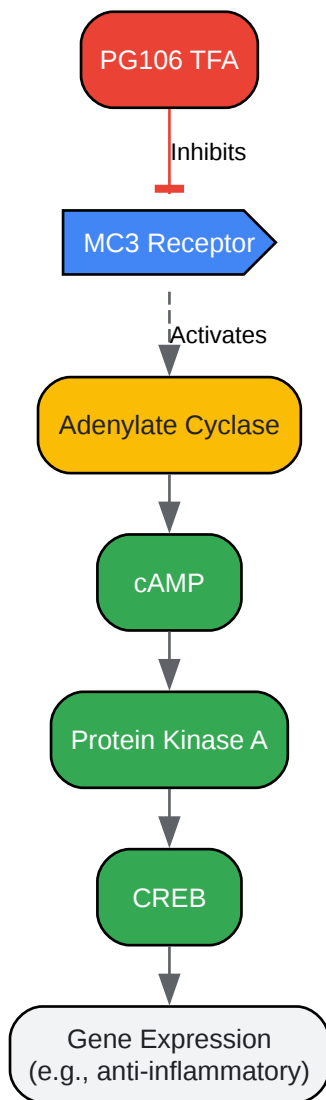 PG106 TFA
Inhibits
MC3 Receptor
Activates
Adenylate Cyclase
cAMP
Protein Kinase A
CREB
Gene Expression
(e.g., anti-inflammatory)